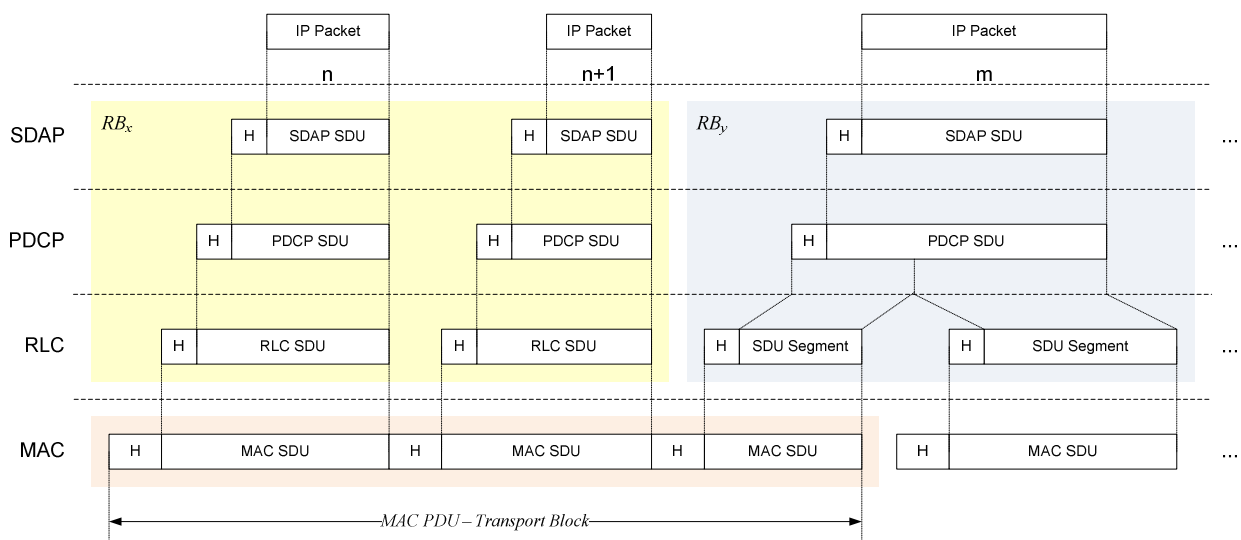 IP Packet IP Packet IP Packet
n n+1 m
RBx RBy
SDAP H SDAP SDU H SDAP SDU H SDAP SDU ...
PDCP H PDCP SDU H PDCP SDU H PDCP SDU ...
RLC H RLC SDU H RLC SDU H SDU Segment H SDU Segment ...
MAC H MAC SDU H MAC SDU H MAC SDU H MAC SDU ...
MAC PDU – Transport Block